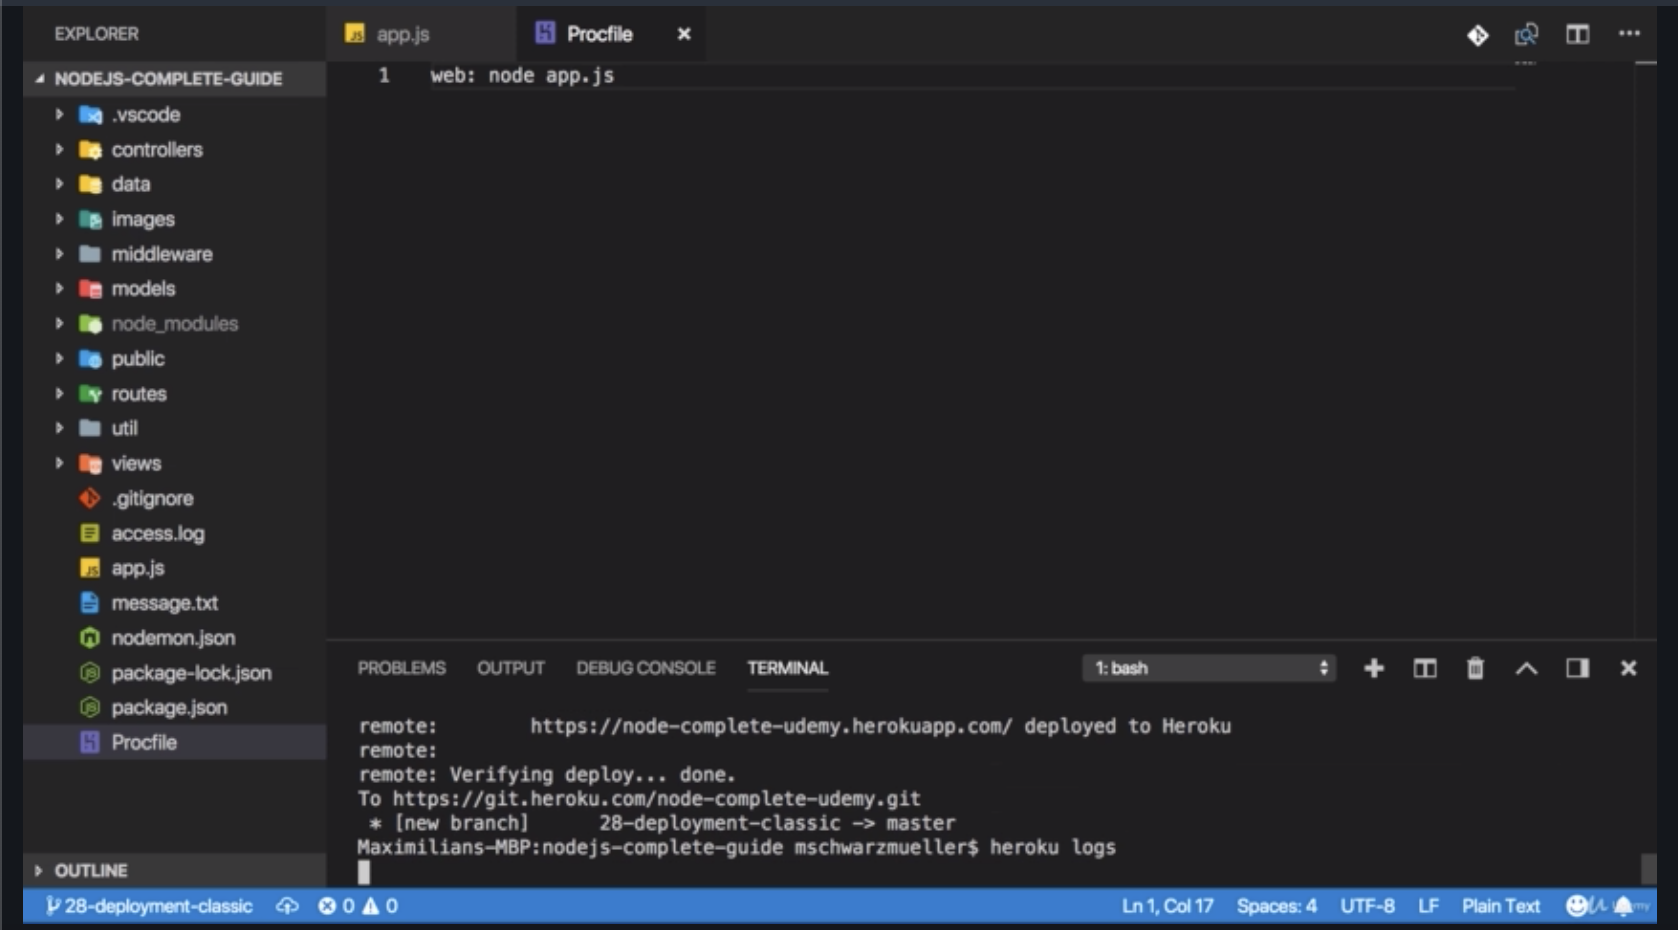 EXPLORER
app.js
Procfile
NODEJS-COMPLETE-GUIDE
.vscode
controllers
data
images
middleware
models
node_modules
public
routes
util
views
.gitignore
access.log
app.js
message.txt
nodemon.json
package-lock.json
package.json
Procfile
OUTLINE
1 web: node app.js
PROBLEMS OUTPUT DEBUG CONSOLE TERMINAL 1: bash
remote: https://node-complete-udemy.herokuapp.com/ deployed to Heroku
remote:
remote: Verifying deploy... done.
To https://git.heroku.com/node-complete-udemy.git
* [new branch] 28-deployment-classic -> master
Maximilians-MBP:nodejs-complete-guide mschwarzmueller$ heroku logs
28-deployment-classic 0 0 Ln 1, Col 17 Spaces: 4 UTF-8 LF Plain Text